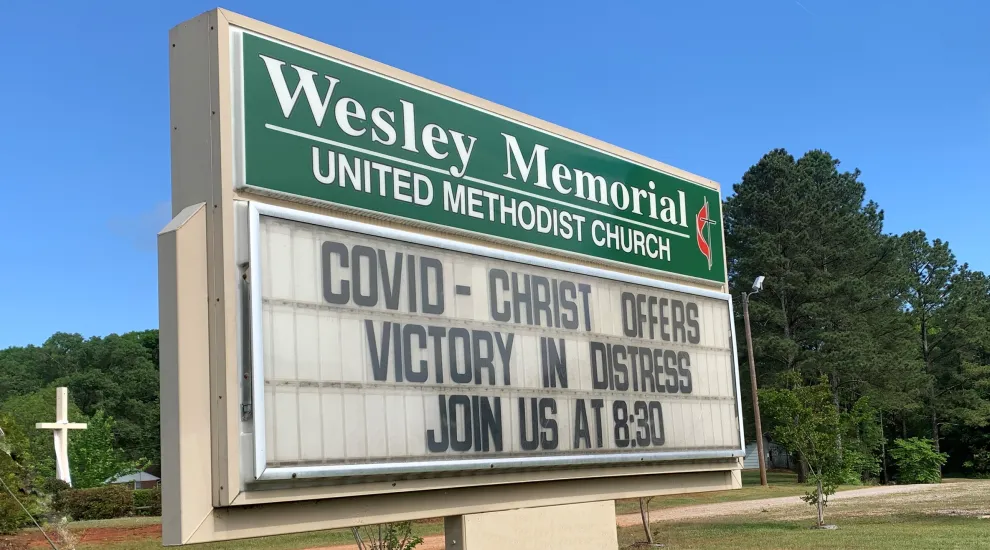 Wesley Memorial
UNITED METHODIST CHURCH
COVID - CHRIST OFFERS
VICTORY IN DISTRESS
JOIN US AT 8:30